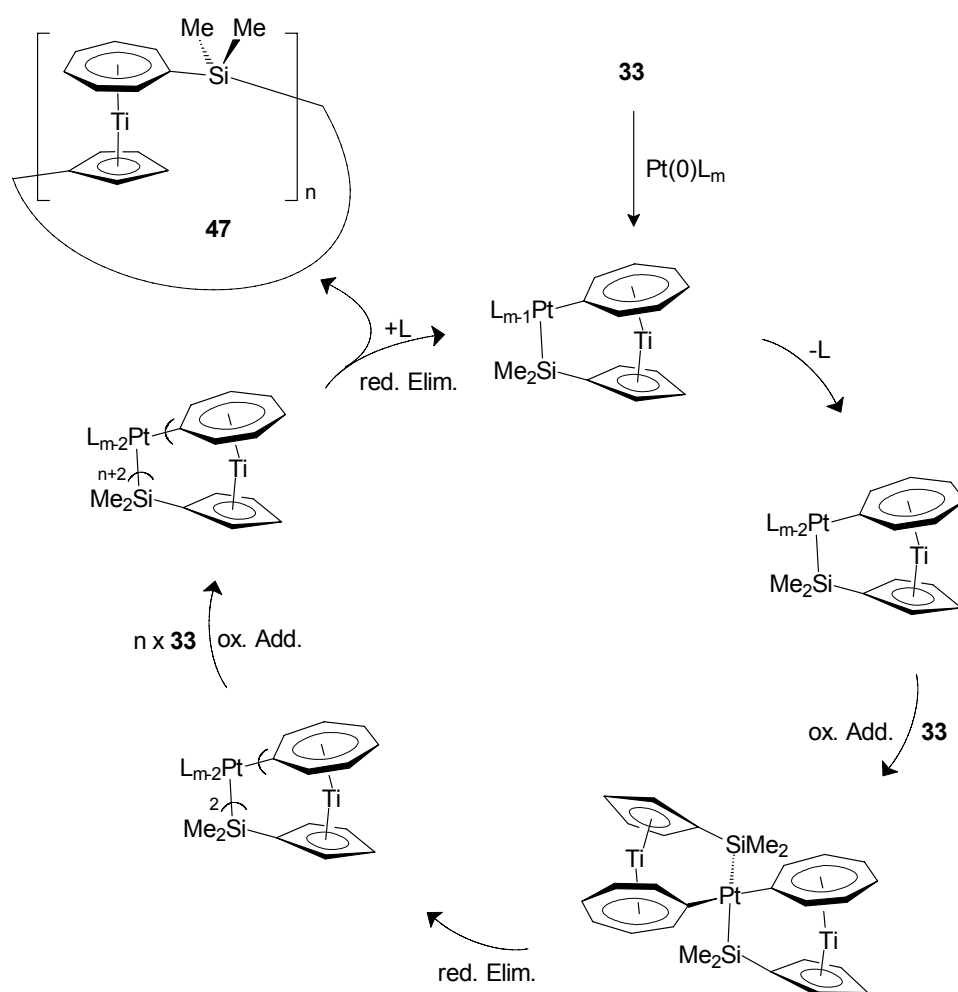 Me Me
Si
Ti
n
47
33
Pt(0)Lm
Lm-1Pt
Ti
Me2Si
-L
+L
red. Elim.
Lm-2Pt
n+2
Ti
Me2Si
Lm-2Pt
Ti
Me2Si
n x 33 ox. Add.
ox. Add. 33
Lm-2Pt
2
Ti
Me2Si
SiMe2
Ti
Pt
Me2Si
Ti
red. Elim.